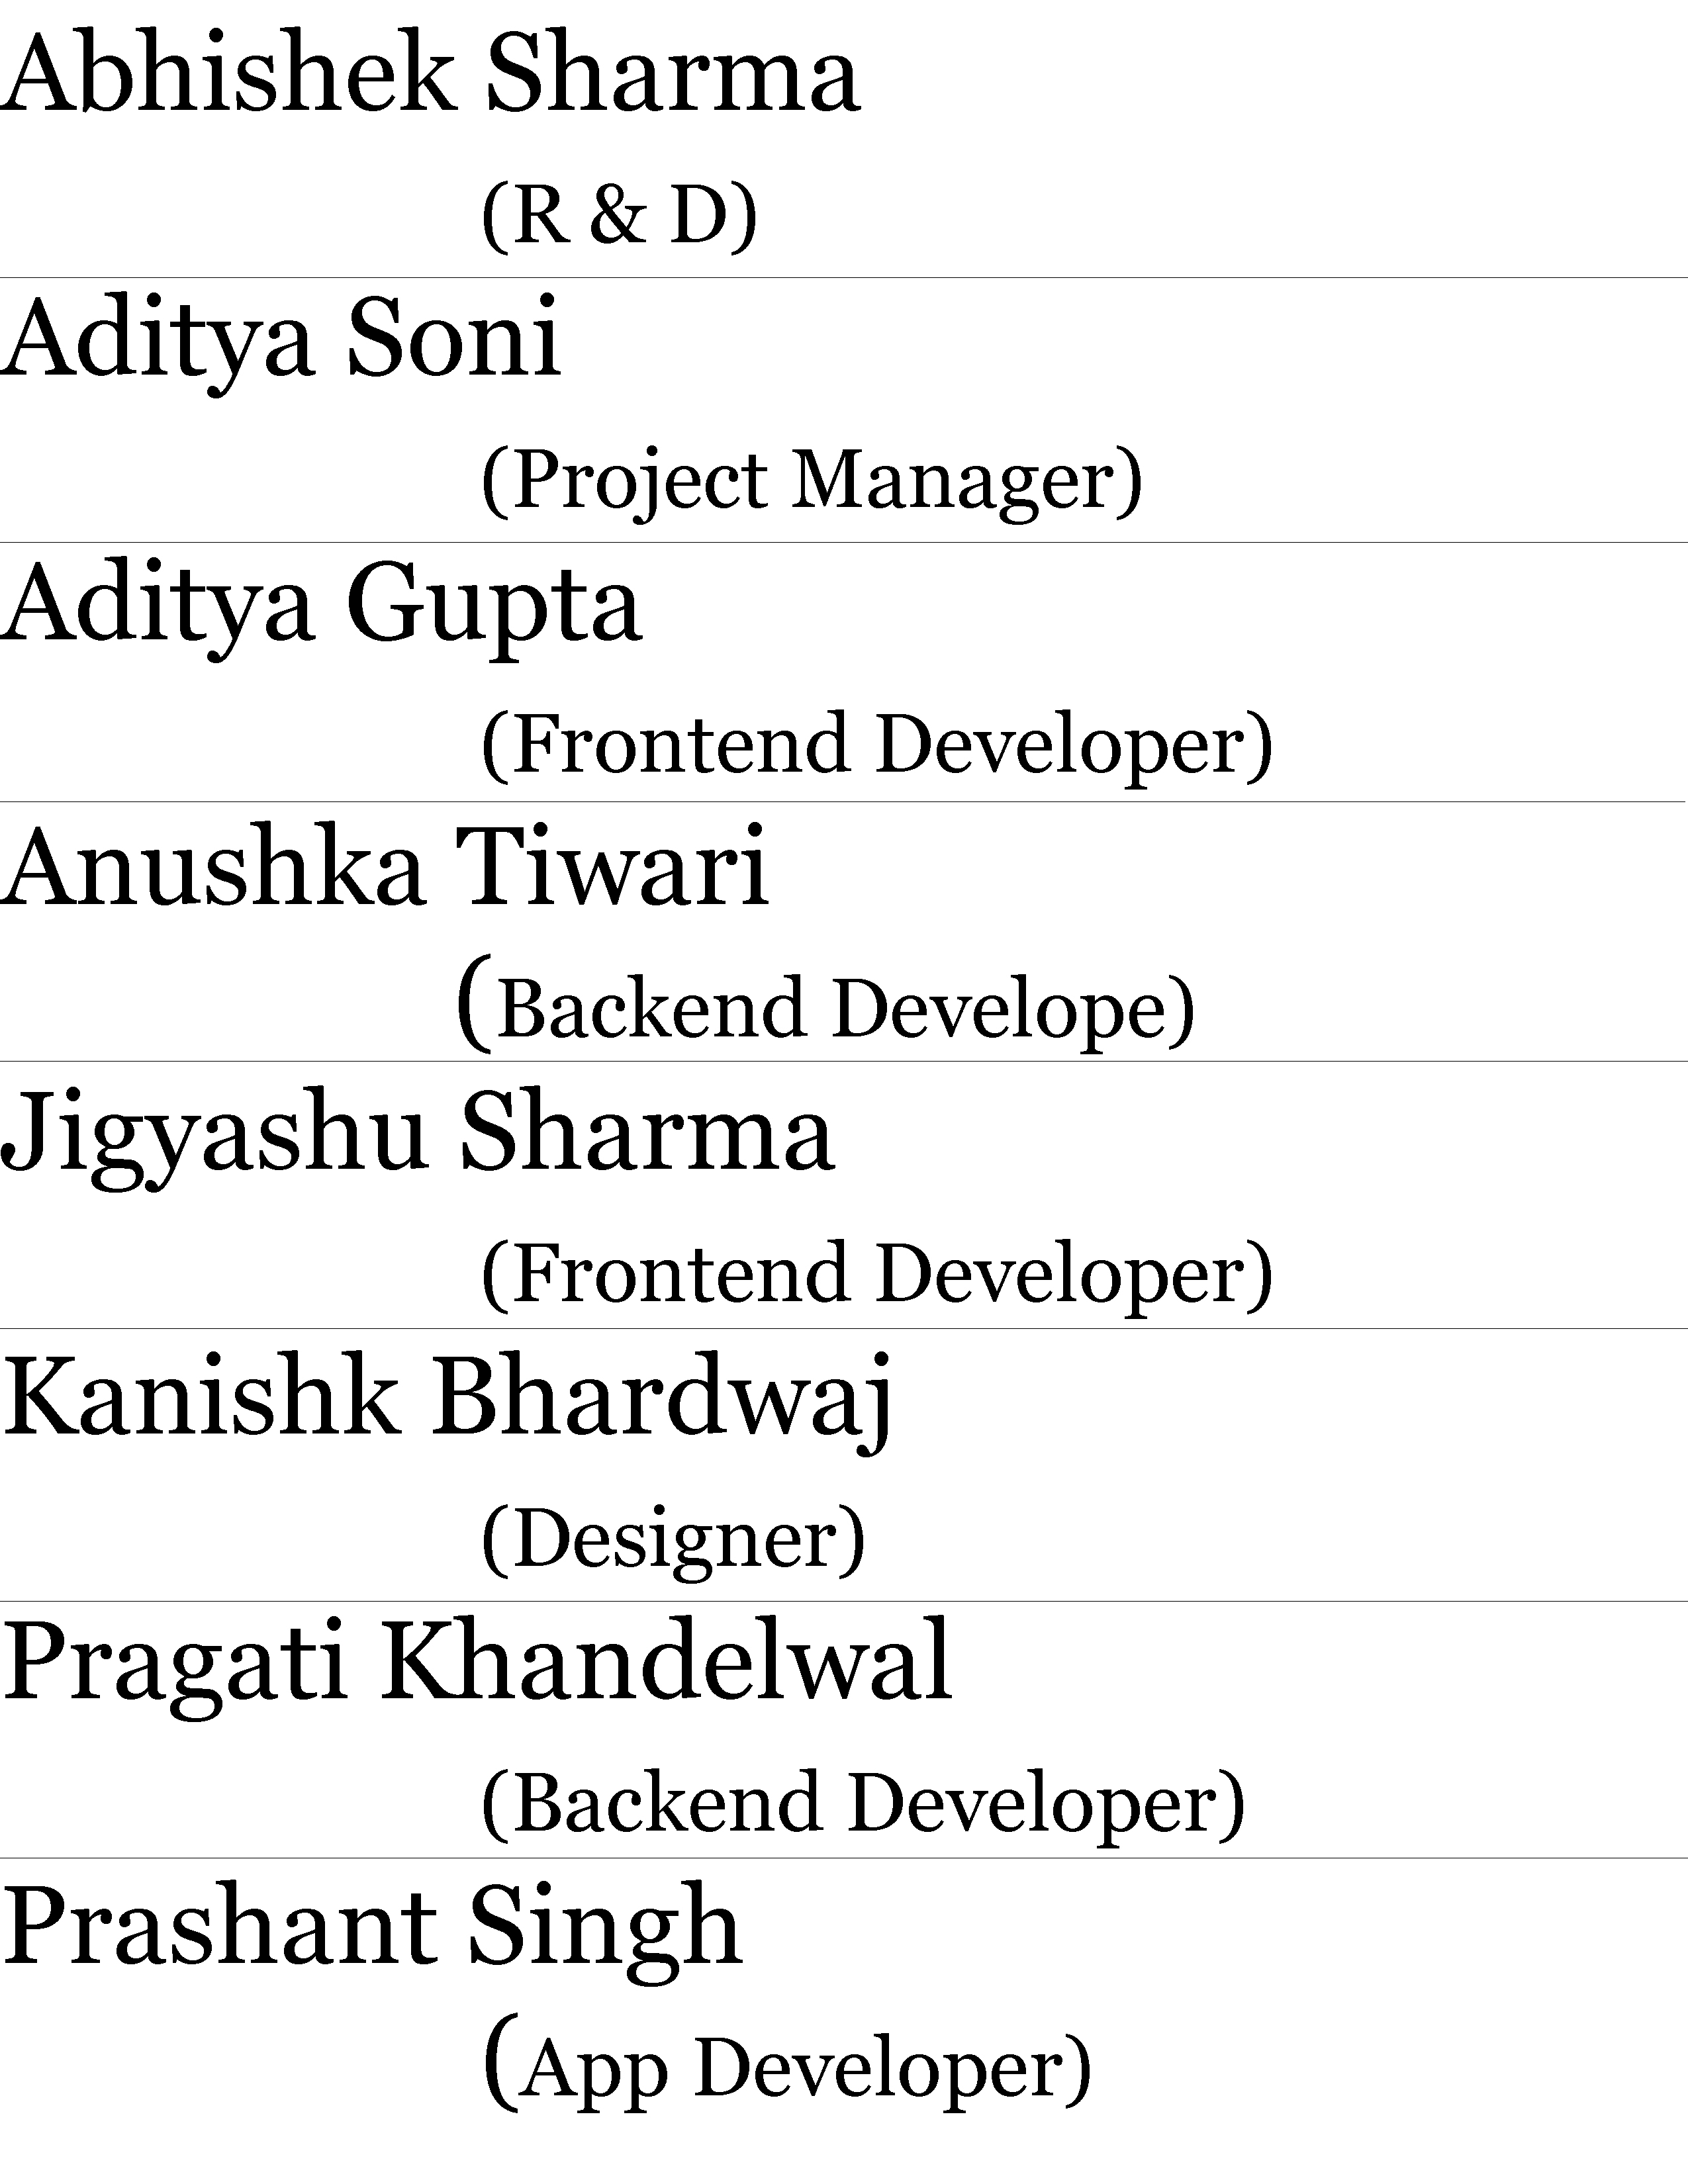 Abhishek Sharma
(R & D)
Aditya Soni
(Project Manager)
Aditya Gupta
(Frontend Developer)
Anushka Tiwari
(Backend Develope)
Jigyashu Sharma
(Frontend Developer)
Kanishk Bhardwaj
(Designer)
Pragati Khandelwal
(Backend Developer)
Prashant Singh
(App Developer)